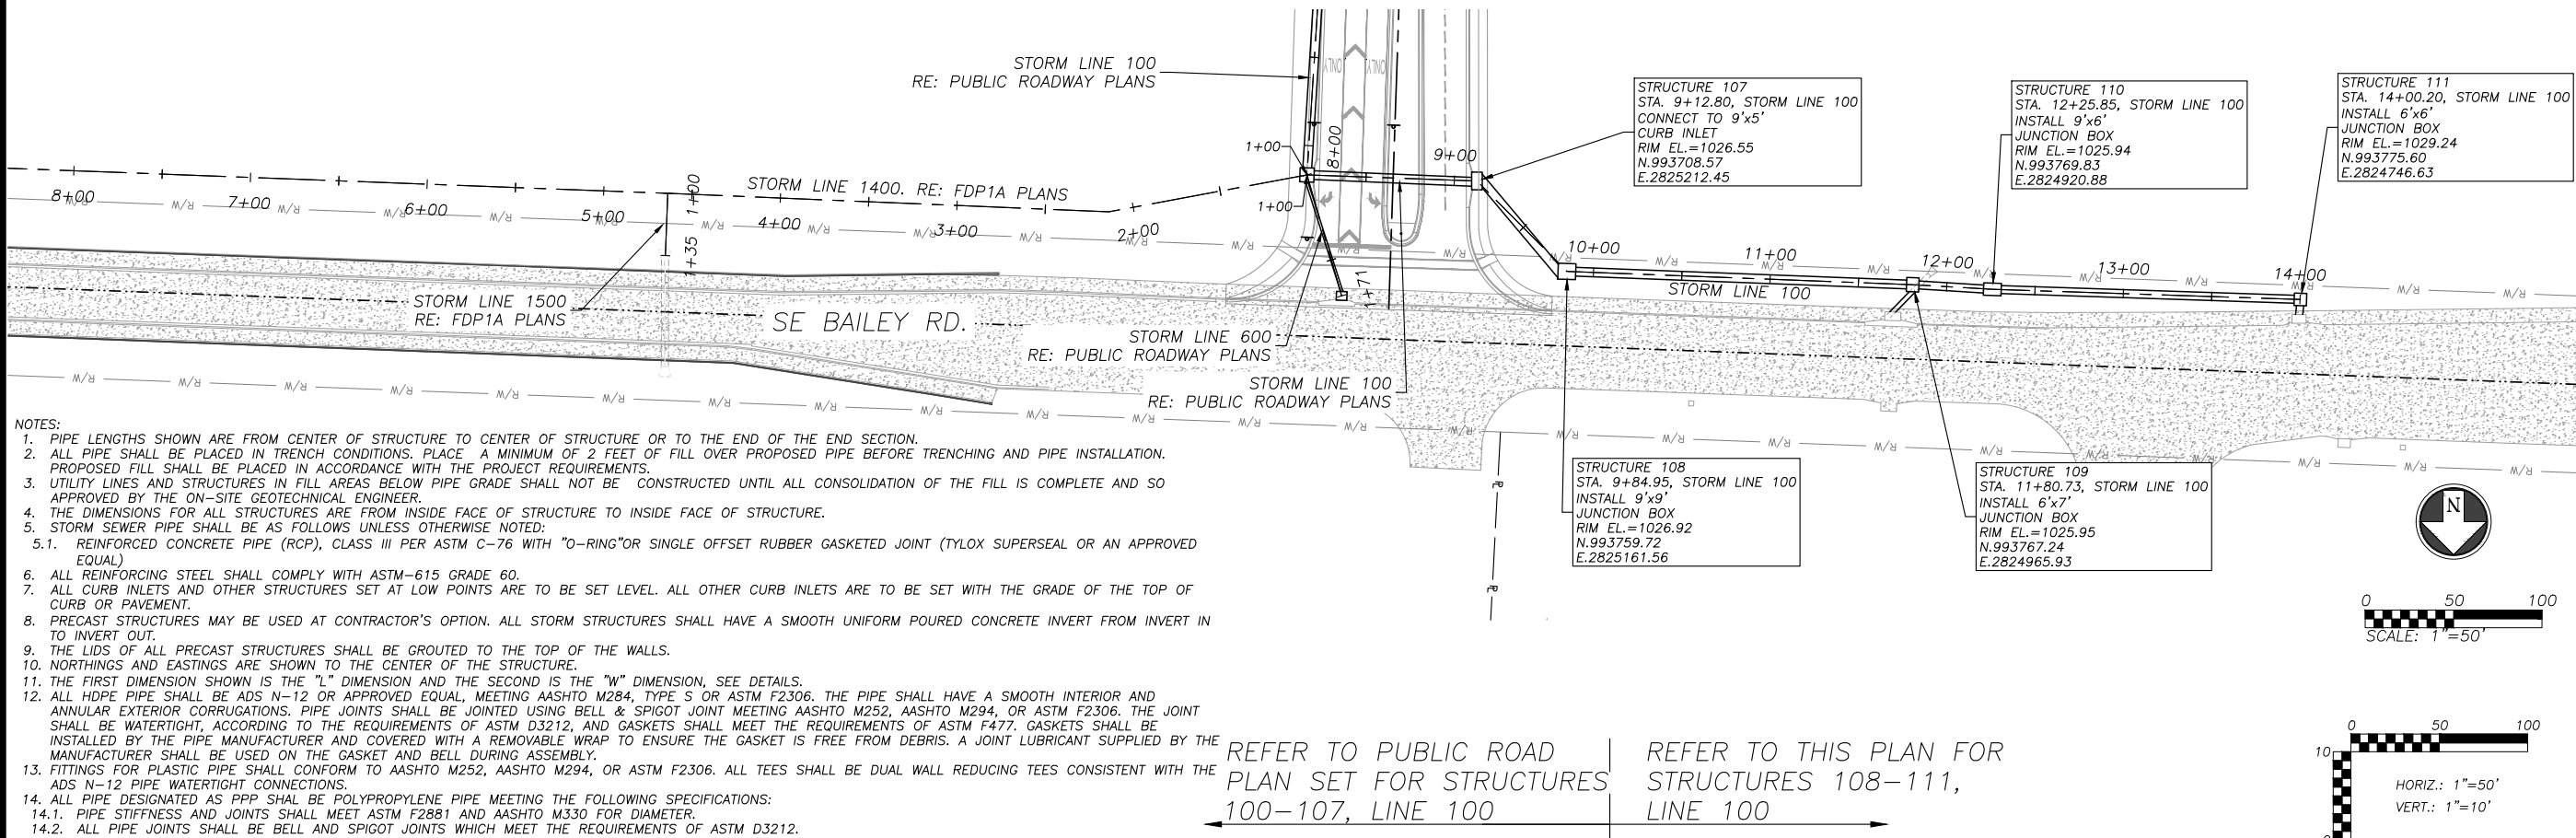 STORM LINE 100
RE: PUBLIC ROADWAY PLANS
ONLY
ONLY
STRUCTURE 107
STA. 9+12.80, STORM LINE 100
CONNECT TO 9'x5'
CURB INLET
RIM EL.=1026.55
N.993708.57
E.2825212.45
STRUCTURE 110
STA. 12+25.85, STORM LINE 100
INSTALL 9'x6'
JUNCTION BOX
RIM EL.=1025.94
N.993769.83
E.2824920.88
STRUCTURE 111
STA. 14+00.20, STORM LINE 100
INSTALL 6'x6'
JUNCTION BOX
RIM EL.=1029.24
N.993775.60
E.2824746.63
8+00
7+00
6+00
5+00
1+00
1+35
STORM LINE 1400. RE: FDP1A PLANS
4+00
3+00
2+00
1+00
1+00
8+00
9+00
1+71
10+00
11+00
12+00
13+00
14+00
STORM LINE 100
R/W R/W R/W R/W R/W R/W R/W R/W R/W R/W R/W R/W R/W R/W R/W R/W R/W R/W R/W R/W
STORM LINE 1500
RE: FDP1A PLANS
SE BAILEY RD.
STORM LINE 600
RE: PUBLIC ROADWAY PLANS
STORM LINE 100
RE: PUBLIC ROADWAY PLANS
R/W R/W R/W R/W R/W R/W R/W R/W R/W R/W R/W R/W R/W R/W R/W R/W R/W R/W R/W R/W R/W R/W R/W R/W
STRUCTURE 108
STA. 9+84.95, STORM LINE 100
INSTALL 9'x9'
JUNCTION BOX
RIM EL.=1026.92
N.993759.72
E.2825161.56
STRUCTURE 109
STA. 11+80.73, STORM LINE 100
INSTALL 6'x7'
JUNCTION BOX
RIM EL.=1025.95
N.993767.24
E.2824965.93
N
0 50 100
SCALE: 1"=50'
NOTES:
1. PIPE LENGTHS SHOWN ARE FROM CENTER OF STRUCTURE TO CENTER OF STRUCTURE OR TO THE END OF THE END SECTION.
2. ALL PIPE SHALL BE PLACED IN TRENCH CONDITIONS. PLACE A MINIMUM OF 2 FEET OF FILL OVER PROPOSED PIPE BEFORE TRENCHING AND PIPE INSTALLATION.
PROPOSED FILL SHALL BE PLACED IN ACCORDANCE WITH THE PROJECT REQUIREMENTS.
3. UTILITY LINES AND STRUCTURES IN FILL AREAS BELOW PIPE GRADE SHALL NOT BE CONSTRUCTED UNTIL ALL CONSOLIDATION OF THE FILL IS COMPLETE AND SO
APPROVED BY THE ON-SITE GEOTECHNICAL ENGINEER.
4. THE DIMENSIONS FOR ALL STRUCTURES ARE FROM INSIDE FACE OF STRUCTURE TO INSIDE FACE OF STRUCTURE.
5. STORM SEWER PIPE SHALL BE AS FOLLOWS UNLESS OTHERWISE NOTED:
5.1. REINFORCED CONCRETE PIPE (RCP), CLASS III PER ASTM C-76 WITH "O-RING"OR SINGLE OFFSET RUBBER GASKETED JOINT (TYLOX SUPERSEAL OR AN APPROVED
EQUAL)
6. ALL REINFORCING STEEL SHALL COMPLY WITH ASTM-615 GRADE 60.
7. ALL CURB INLETS AND OTHER STRUCTURES SET AT LOW POINTS ARE TO BE SET LEVEL. ALL OTHER CURB INLETS ARE TO BE SET WITH THE GRADE OF THE TOP OF
CURB OR PAVEMENT.
8. PRECAST STRUCTURES MAY BE USED AT CONTRACTOR'S OPTION. ALL STORM STRUCTURES SHALL HAVE A SMOOTH UNIFORM POURED CONCRETE INVERT FROM INVERT IN
TO INVERT OUT.
9. THE LIDS OF ALL PRECAST STRUCTURES SHALL BE GROUTED TO THE TOP OF THE WALLS.
10. NORTHINGS AND EASTINGS ARE SHOWN TO THE CENTER OF THE STRUCTURE.
11. THE FIRST DIMENSION SHOWN IS THE "L" DIMENSION AND THE SECOND IS THE "W" DIMENSION, SEE DETAILS.
12. ALL HDPE PIPE SHALL BE ADS N-12 OR APPROVED EQUAL, MEETING AASHTO M284, TYPE S OR ASTM F2306. THE PIPE SHALL HAVE A SMOOTH INTERIOR AND
ANNULAR EXTERIOR CORRUGATIONS. PIPE JOINTS SHALL BE JOINTED USING BELL & SPIGOT JOINT MEETING AASHTO M252, AASHTO M294, OR ASTM F2306. THE JOINT
SHALL BE WATERTIGHT, ACCORDING TO THE REQUIREMENTS OF ASTM D3212, AND GASKETS SHALL MEET THE REQUIREMENTS OF ASTM F477. GASKETS SHALL BE
INSTALLED BY THE PIPE MANUFACTURER AND COVERED WITH A REMOVABLE WRAP TO ENSURE THE GASKET IS FREE FROM DEBRIS. A JOINT LUBRICANT SUPPLIED BY THE
MANUFACTURER SHALL BE USED ON THE GASKET AND BELL DURING ASSEMBLY.
13. FITTINGS FOR PLASTIC PIPE SHALL CONFORM TO AASHTO M252, AASHTO M294, OR ASTM F2306. ALL TEES SHALL BE DUAL WALL REDUCING TEES CONSISTENT WITH THE
ADS N-12 PIPE WATERTIGHT CONNECTIONS.
14. ALL PIPE DESIGNATED AS PPP SHAL BE POLYPROPYLENE PIPE MEETING THE FOLLOWING SPECIFICATIONS:
14.1. PIPE STIFFNESS AND JOINTS SHALL MEET ASTM F2881 AND AASHTO M330 FOR DIAMETER.
14.2. ALL PIPE JOINTS SHALL BE BELL AND SPIGOT JOINTS WHICH MEET THE REQUIREMENTS OF ASTM D3212.
REFER TO PUBLIC ROAD
PLAN SET FOR STRUCTURES
100-107, LINE 100
REFER TO THIS PLAN FOR
STRUCTURES 108-111,
LINE 100
0 50 100
10
HORIZ.: 1"=50'
VERT.: 1"=10'